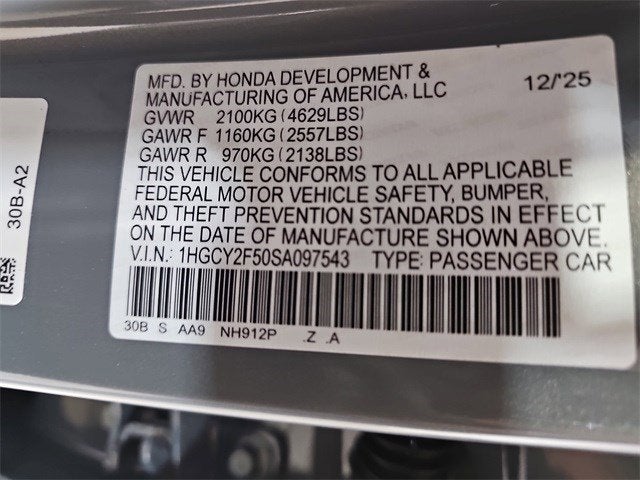 MFD. BY HONDA DEVELOPMENT &
MANUFACTURING OF AMERICA, LLC
12/'25
GVWR 2100KG (4629LBS)
GAWR F 1160KG (2557LBS)
GAWR R 970KG (2138LBS)
THIS VEHICLE CONFORMS TO ALL APPLICABLE
FEDERAL MOTOR VEHICLE SAFETY, BUMPER,
AND THEFT PREVENTION STANDARDS IN EFFECT
ON THE DATE OF MANUFACTURE SHOWN ABOVE.
V.I.N.: 1HGCY2F50SA097543 TYPE: PASSENGER CAR
30B S AA9 NH912P .Z .A
30B-A2